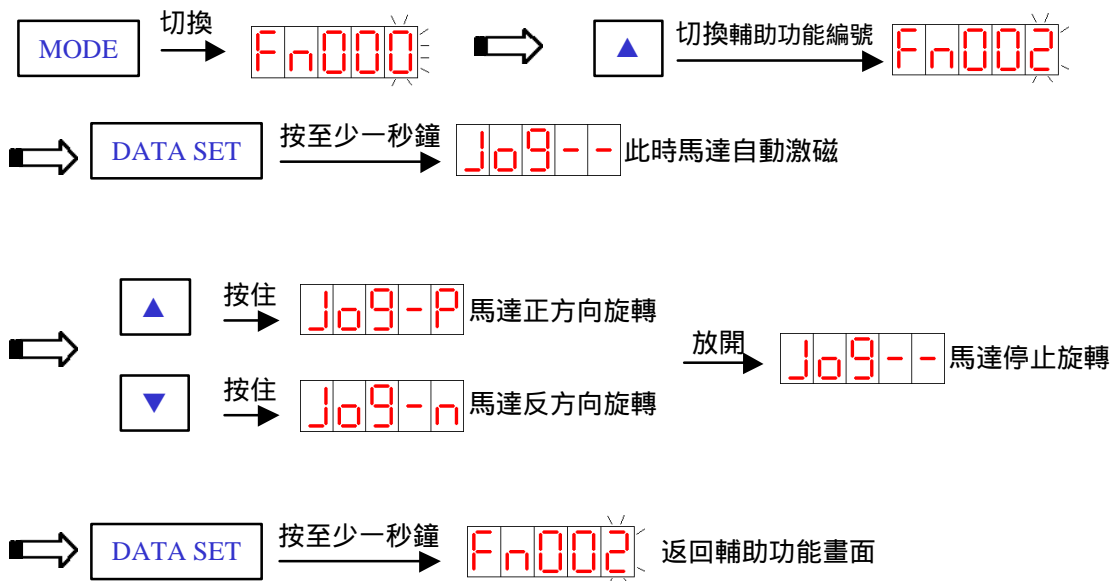 MODE 切換 Fn000 ▲ 切換輔助功能編號 Fn002
DATA SET 按至少一秒鐘 Jog-- 此時馬達自動激磁
▲ 按住 Jog-P 馬達正方向旋轉
放開 Jog-- 馬達停止旋轉
▼ 按住 Jog-n 馬達反方向旋轉
DATA SET 按至少一秒鐘 Fn002 返回輔助功能畫面